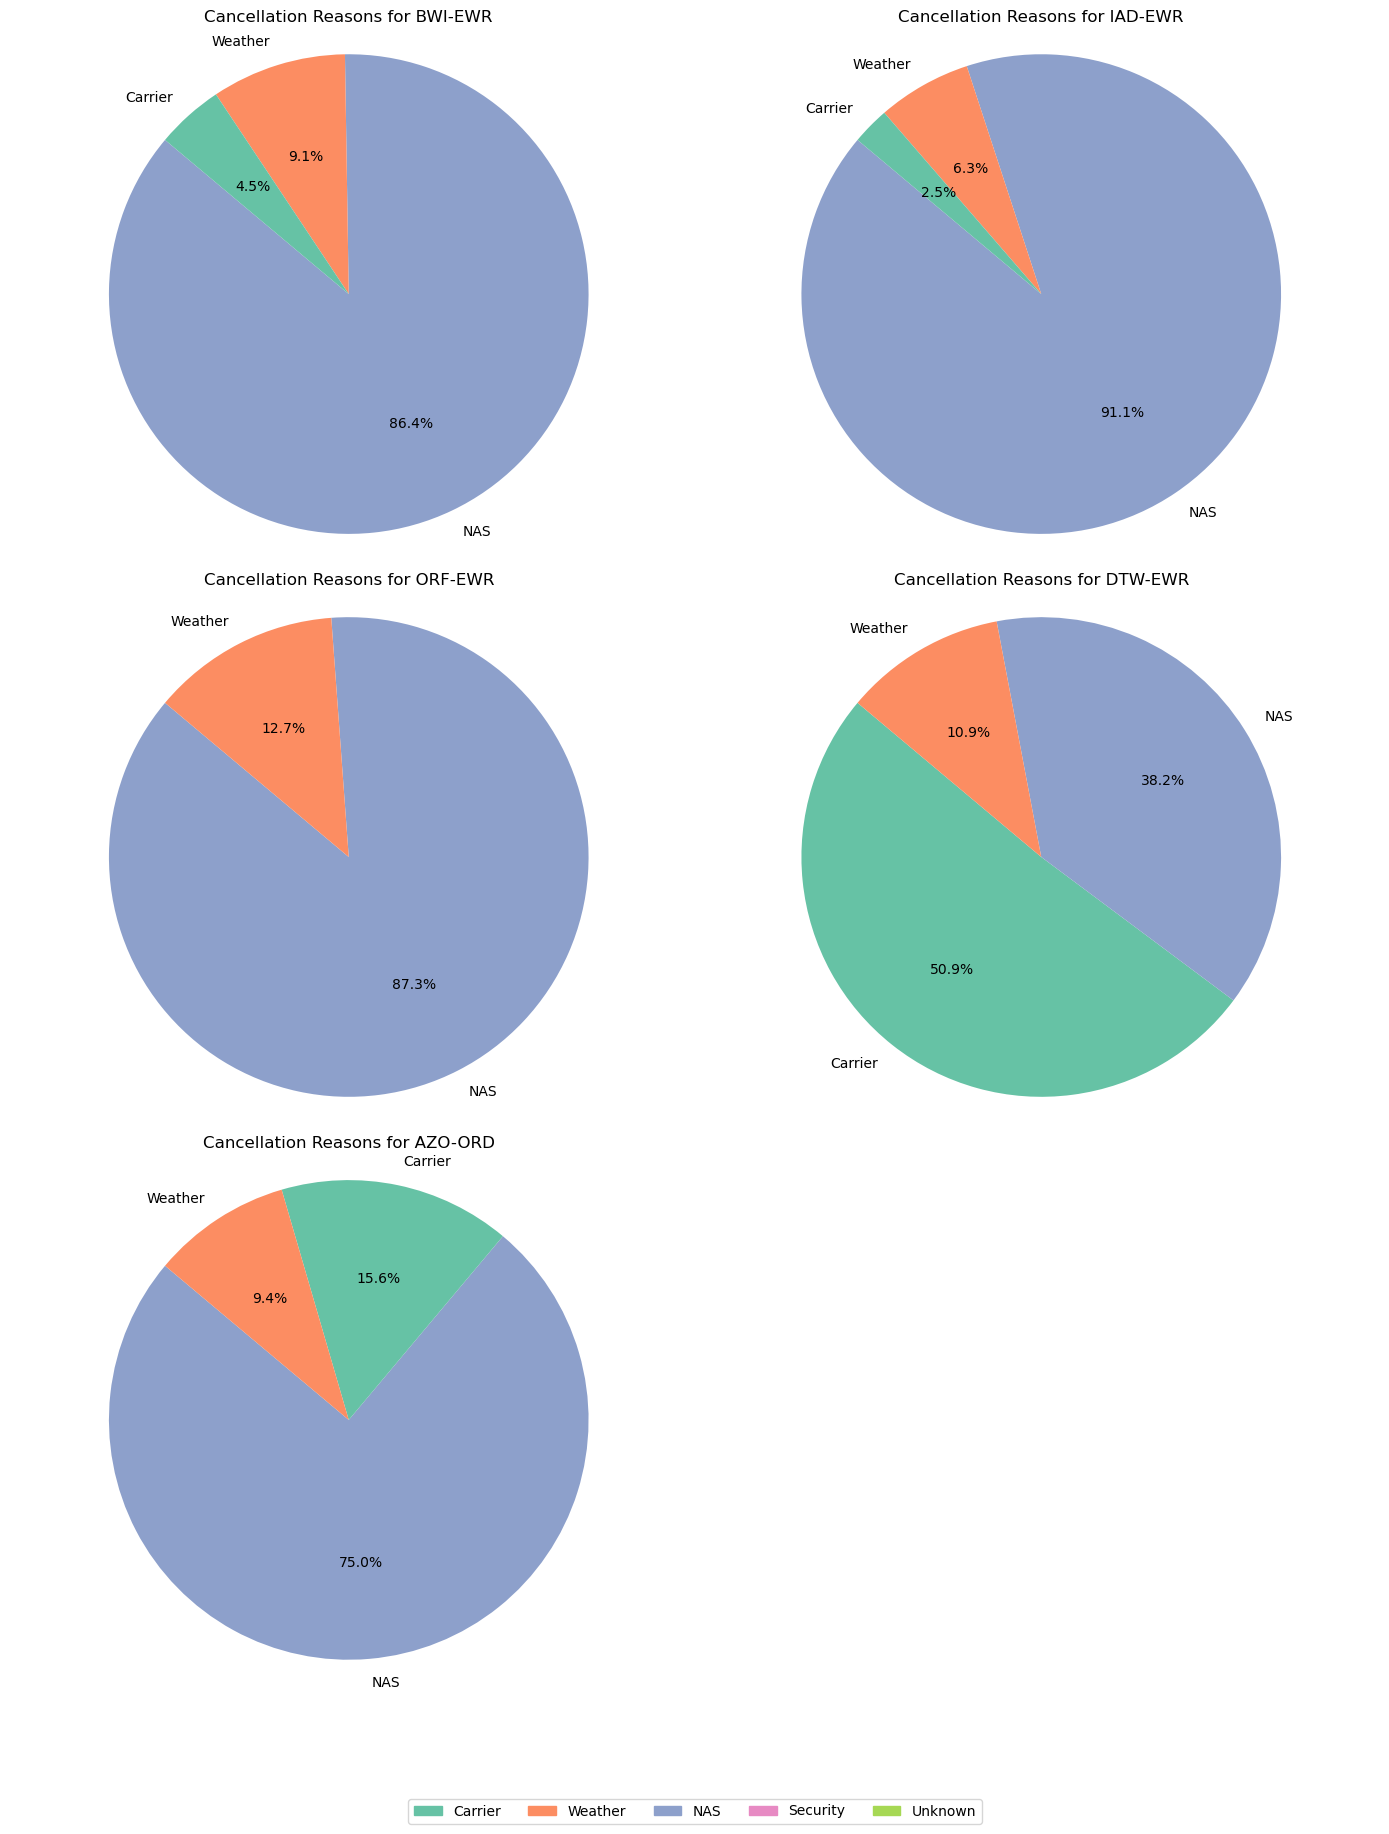 Cancellation Reasons for BWI-EWR
Weather
Carrier
9.1%
4.5%
86.4%
NAS
Cancellation Reasons for IAD-EWR
Weather
Carrier
6.3%
2.5%
91.1%
NAS
Cancellation Reasons for ORF-EWR
Weather
12.7%
87.3%
NAS
Cancellation Reasons for DTW-EWR
Weather
NAS
10.9%
38.2%
50.9%
Carrier
Cancellation Reasons for AZO-ORD
Carrier
Weather
15.6%
9.4%
75.0%
NAS
Carrier Weather NAS Security Unknown